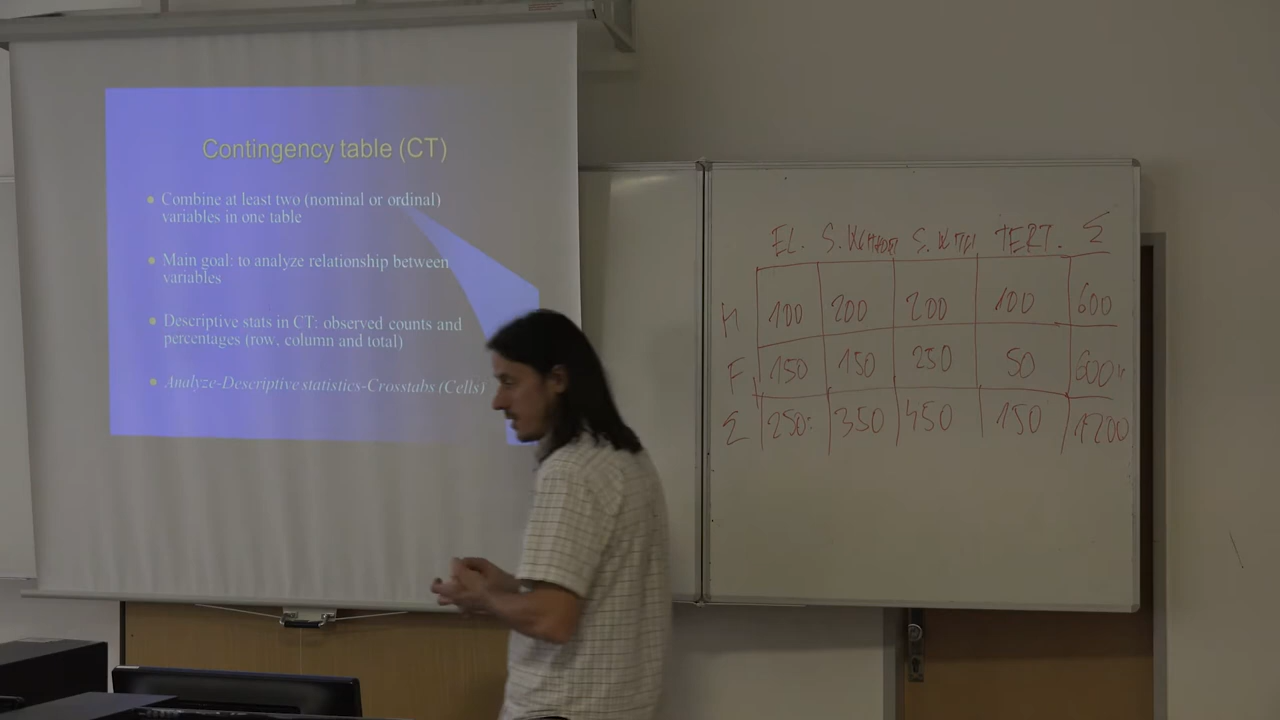 Contingency table (CT)
Combine at least two (nominal or ordinal)
variables in one table
Main goal: to analyze relationship between
variables
Descriptive stats in CT: observed counts and
percentages (row, column and total)
Analyze-Descriptive statistics-Crosstabs (Cells)
EL. S. S. TERT. Σ
100 200 200 100 600
F 150 150 250 50 600
Σ 250 350 450 150 1200